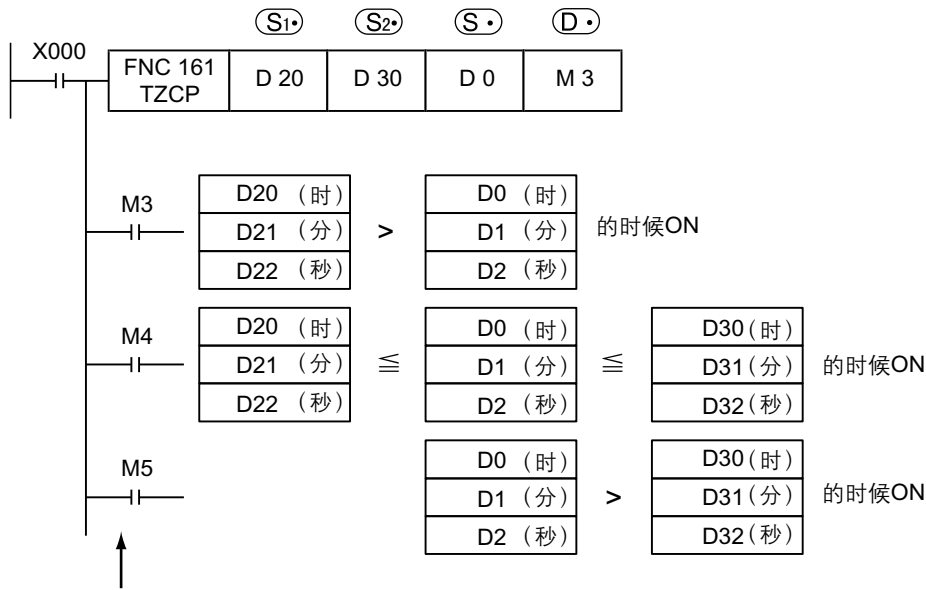 S1• S2• S• D•
X000
FNC 161 TZCP D 20 D 30 D 0 M 3
M3
D20 (时) D0 (时)
D21 (分) > D1 (分) 的时候ON
D22 (秒) D2 (秒)
M4
D20 (时) D0 (时) D30(时)
D21 (分) ≦ D1 (分) ≦ D31(分) 的时候ON
D22 (秒) D2 (秒) D32(秒)
M5
D0 (时) D30(时)
D1 (分) > D31(分) 的时候ON
D2 (秒) D32(秒)